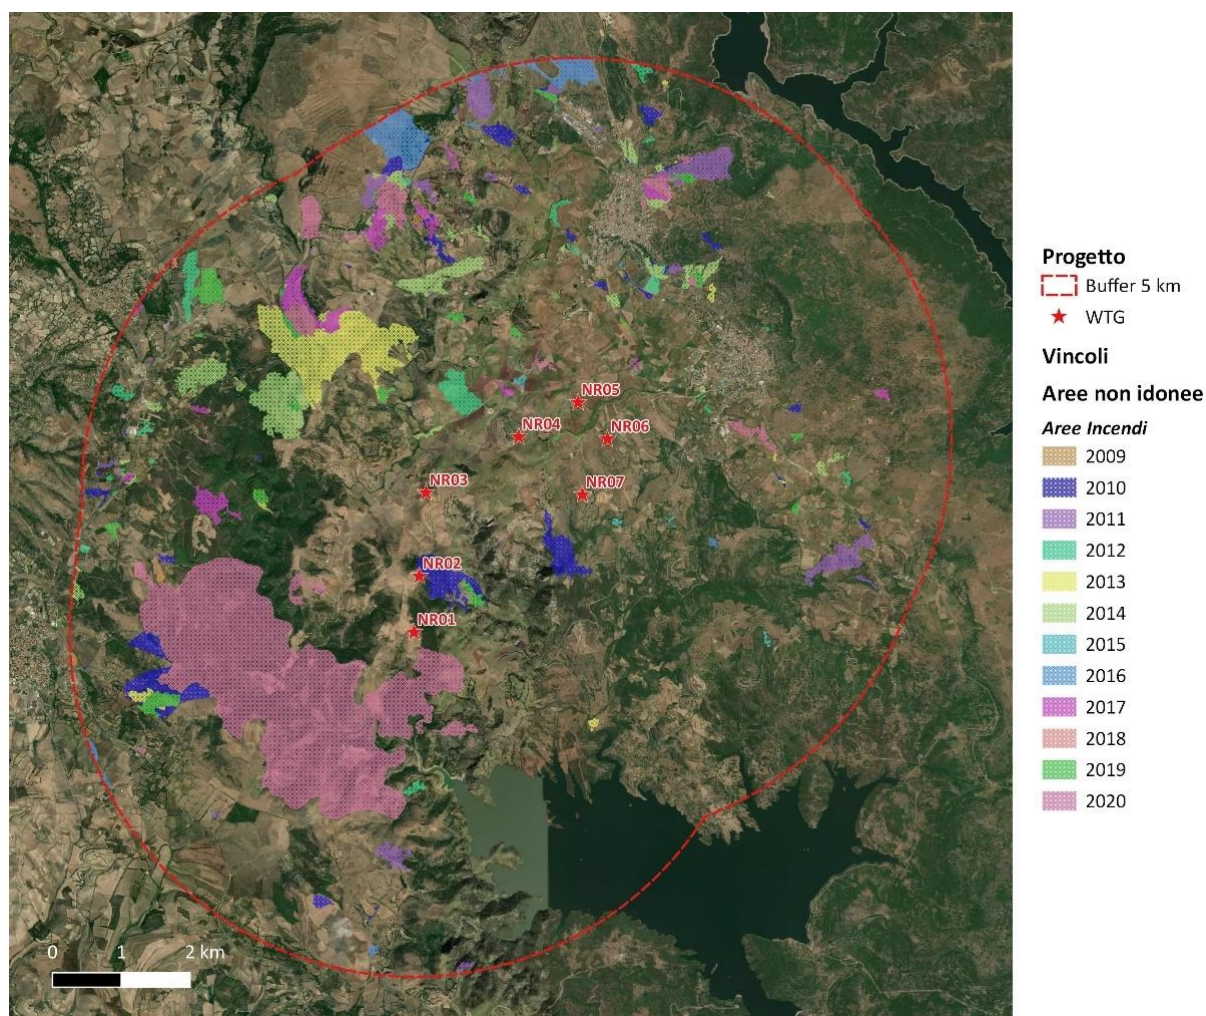 NR05
NR04
NR06
NR03
NR07
NR02
NR01
0 1 2 km
Progetto
Buffer 5 km
WTG
Vincoli
Aree non idonee
Aree Incendi
2009
2010
2011
2012
2013
2014
2015
2016
2017
2018
2019
2020